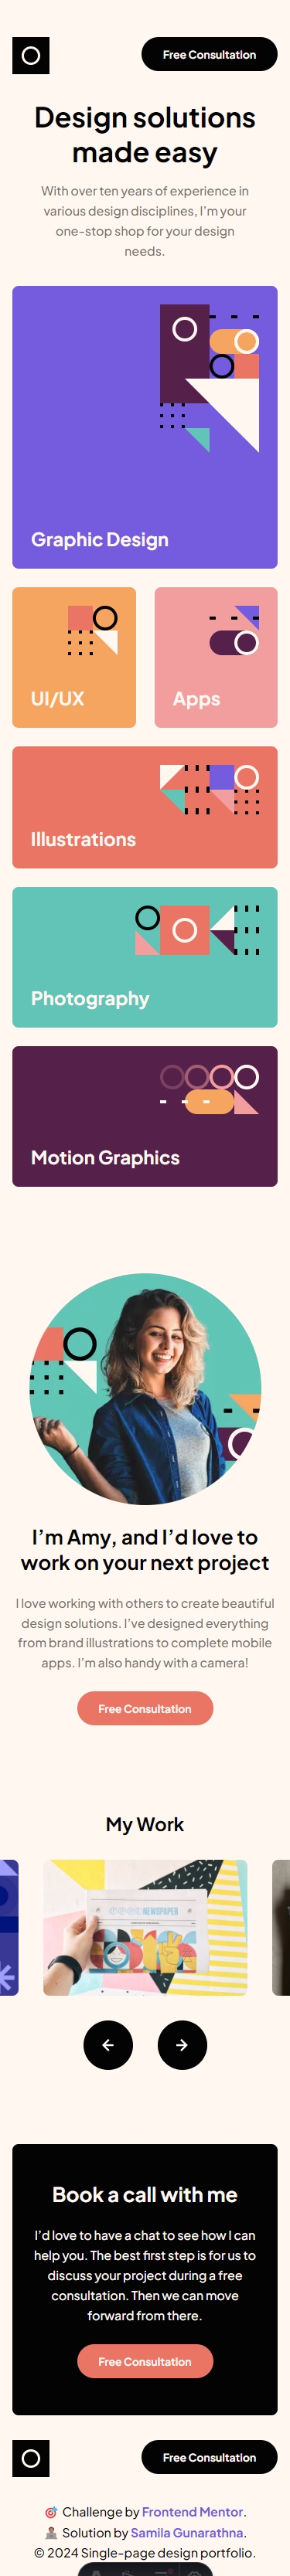 Free Consultation
Design solutions
made easy
With over ten years of experience in
various design disciplines, I’m your
one-stop shop for your design
needs.
Graphic Design
UI/UX
Apps
Illustrations
Photography
Motion Graphics
I’m Amy, and I’d love to
work on your next project
I love working with others to create beautiful
design solutions. I’ve designed everything
from brand illustrations to complete mobile
apps. I’m also handy with a camera!
Free Consultation
My Work
NEWSPAPER
Book a call with me
I’d love to have a chat to see how I can
help you. The best first step is for us to
discuss your project during a free
consultation. Then we can move
forward from there.
Free Consultation
Free Consultation
🎯 Challenge by Frontend Mentor.
Solution by Samila Gunarathna.
© 2024 Single-page design portfolio.